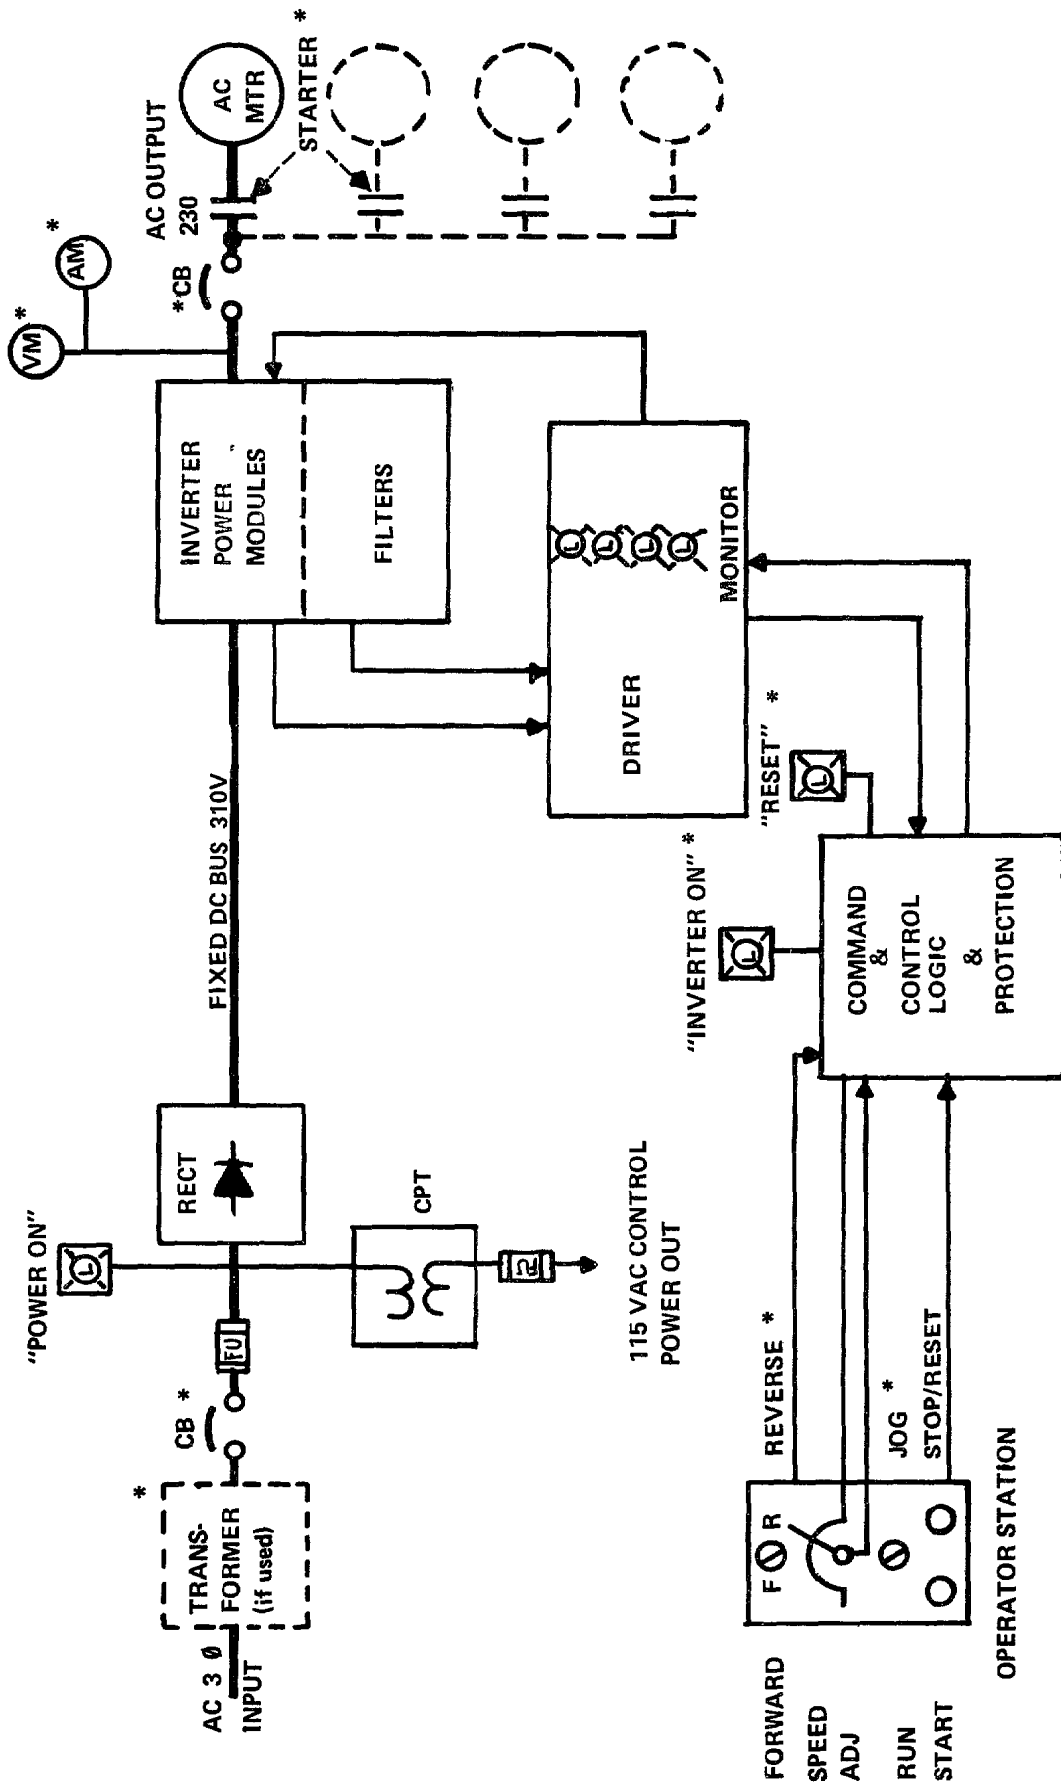 AC 3 Ø
INPUT
*
TRANS-
FORMER
(if used)
CB *
FU
"POWER ON"
L
RECT
CPT
115 VAC CONTROL
POWER OUT
FIXED DC BUS 310V
INVERTER
POWER
MODULES
FILTERS
VM *
AM *
*CB
AC OUTPUT
230
AC
MTR
STARTER *
DRIVER
MONITOR
L
L
L
L
"INVERTER ON" *
L
"RESET" *
L
COMMAND
&
CONTROL
LOGIC
&
PROTECTION
FORWARD
SPEED
ADJ
RUN
START
F R
REVERSE *
JOG *
STOP/RESET
OPERATOR STATION